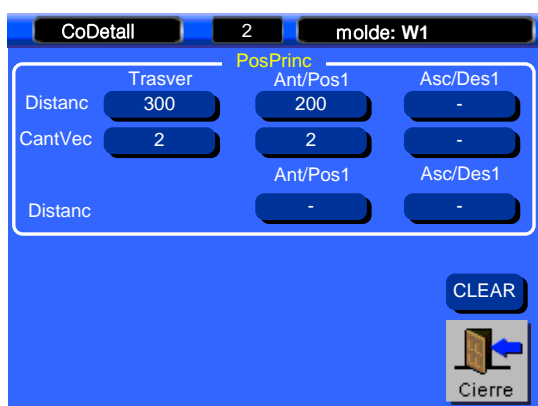 CoDetall 2 molde: W1
PosPrinc
Trasver Ant/Pos1 Asc/Des1
Distanc 300 200 -
CantVec 2 2 -
Ant/Pos1 Asc/Des1
Distanc - -
CLEAR
Cierre